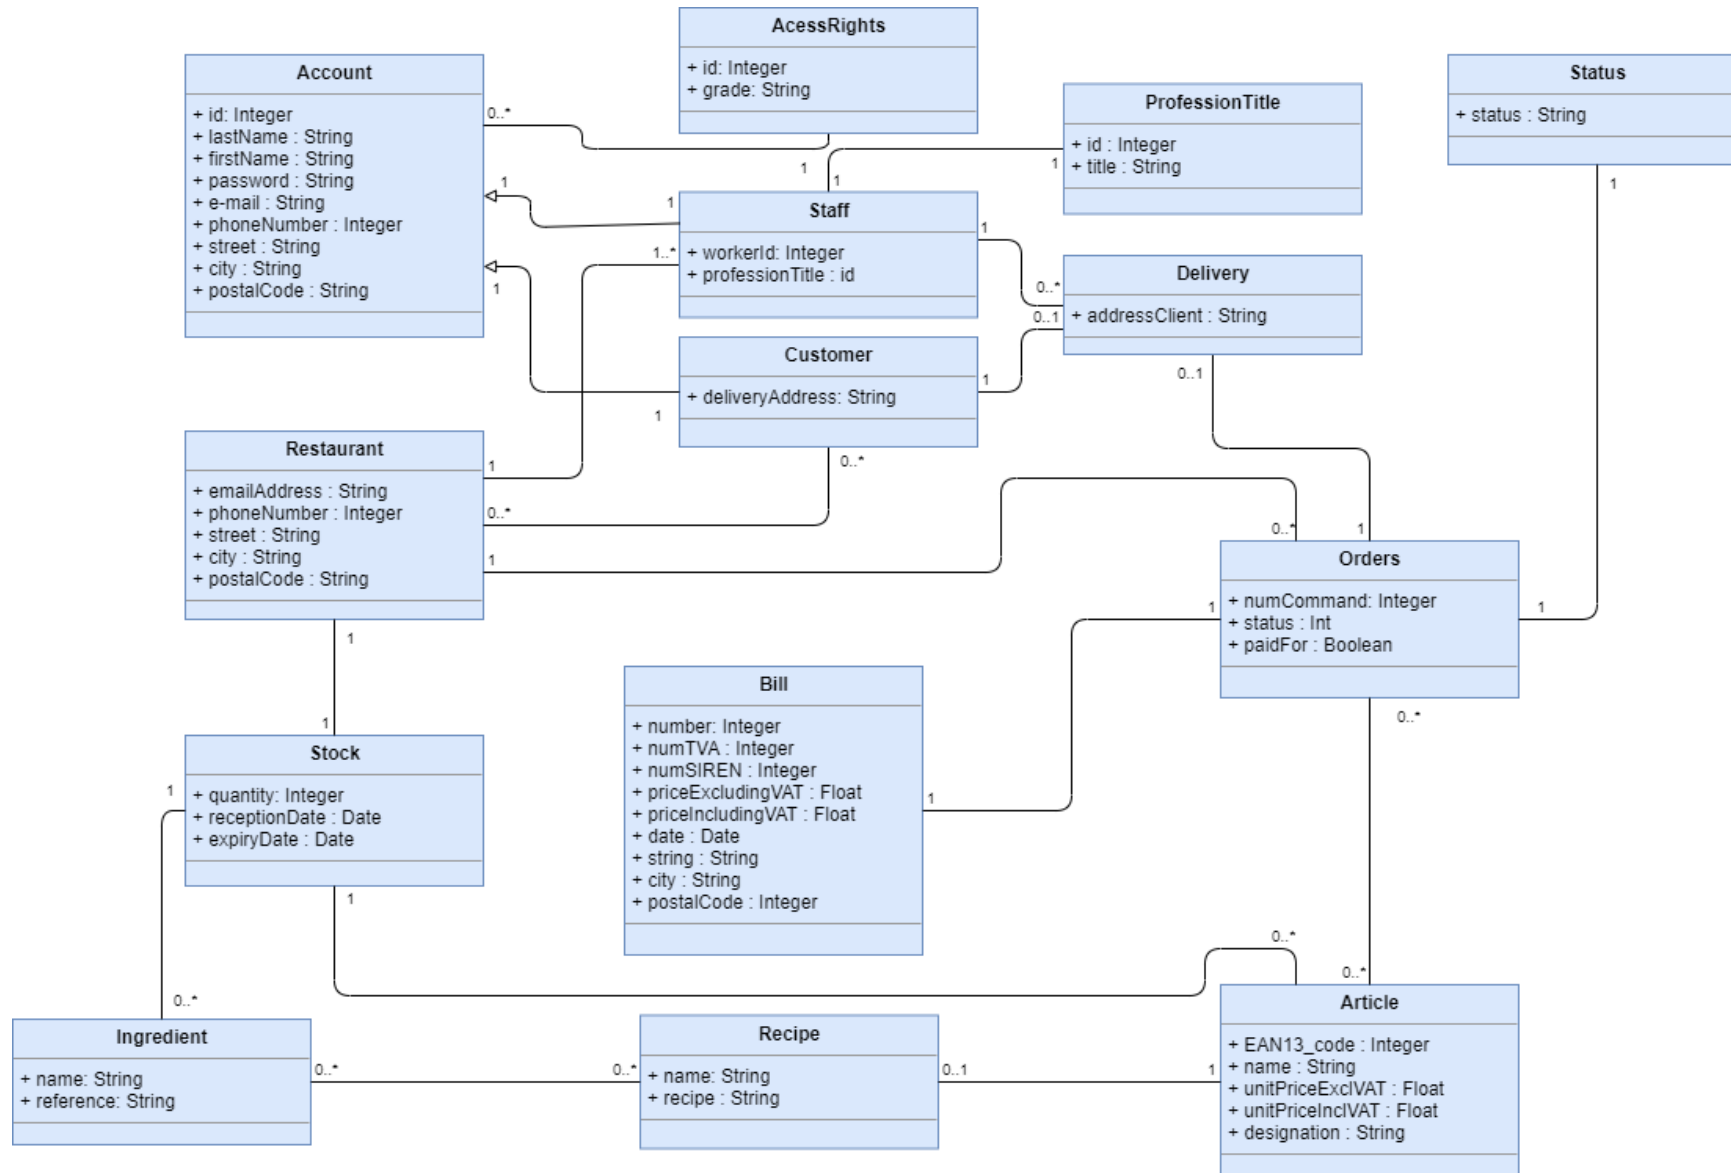 AcessRights
+ id: Integer
+ grade: String
Account
+ id: Integer
+ lastName : String
+ firstName : String
+ password : String
+ e-mail : String
+ phoneNumber : Integer
+ street : String
+ city : String
+ postalCode : String
0..*
1
1
1
ProfessionTitle
+ id : Integer
+ title : String
1
1
Status
+ status : String
1
Staff
+ workerId: Integer
+ professionTitle : id
1
1..*
1
Delivery
+ addressClient : String
0..*
0..1
0..1
Customer
+ deliveryAddress: String
1
1
0..*
Restaurant
+ emailAddress : String
+ phoneNumber : Integer
+ street : String
+ city : String
+ postalCode : String
1
0..*
1
1
0..*
1
Orders
+ numCommand: Integer
+ status : Int
+ paidFor : Boolean
1
1
0..*
Bill
+ number: Integer
+ numTVA : Integer
+ numSIREN : Integer
+ priceExcludingVAT : Float
+ priceIncludingVAT : Float
+ date : Date
+ string : String
+ city : String
+ postalCode : Integer
1
1
Stock
+ quantity: Integer
+ receptionDate : Date
+ expiryDate : Date
1
1
0..*
0..*
0..*
Ingredient
+ name: String
+ reference: String
0..*
0..*
Recipe
+ name: String
+ recipe : String
0..1
1
Article
+ EAN13_code : Integer
+ name : String
+ unitPriceExclVAT : Float
+ unitPriceInclVAT : Float
+ designation : String